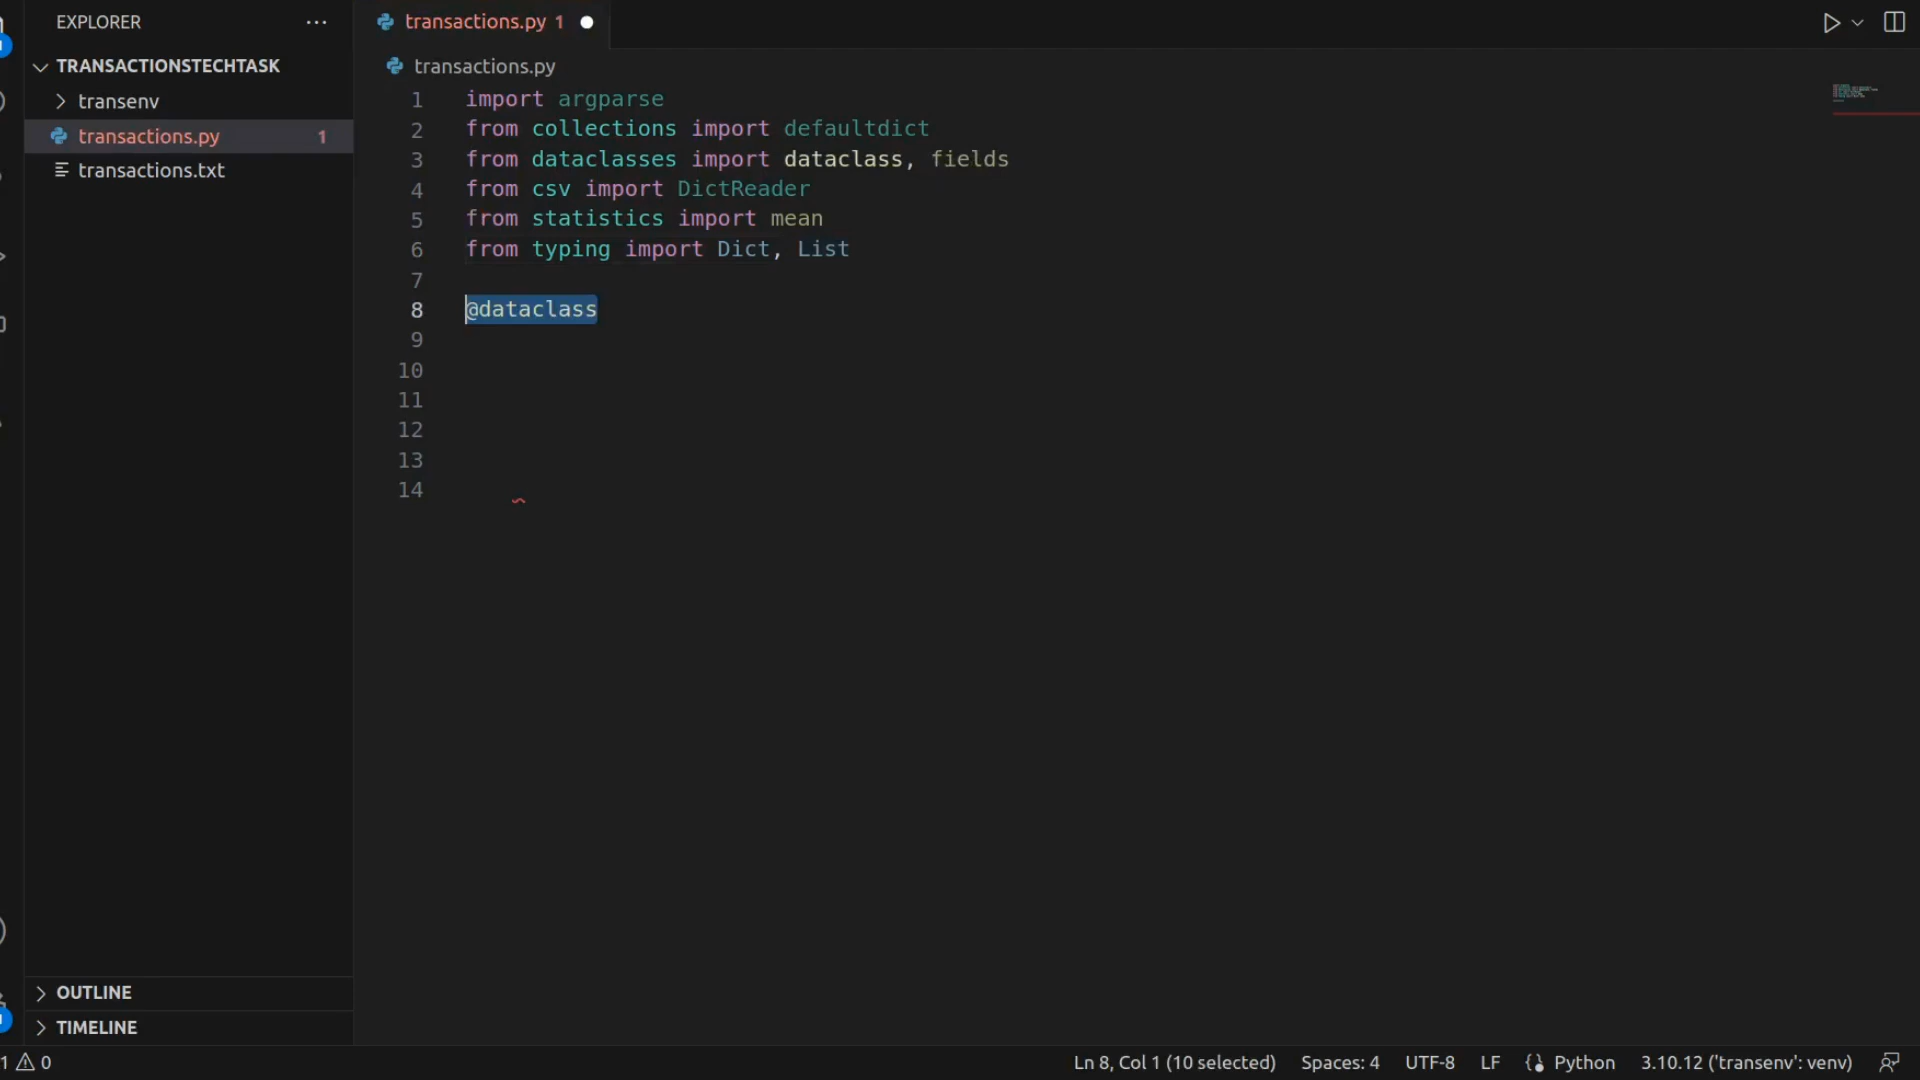 EXPLORER
TRANSACTIONSTECHTASK
transenv
transactions.py 1
transactions.txt
OUTLINE
TIMELINE
transactions.py 1
transactions.py
1 import argparse
2 from collections import defaultdict
3 from dataclasses import dataclass, fields
4 from csv import DictReader
5 from statistics import mean
6 from typing import Dict, List
7
8 @dataclass
9
10
11
12
13
14
1 0 Ln 8, Col 1 (10 selected) Spaces: 4 UTF-8 LF Python 3.10.12 ('transenv': venv)